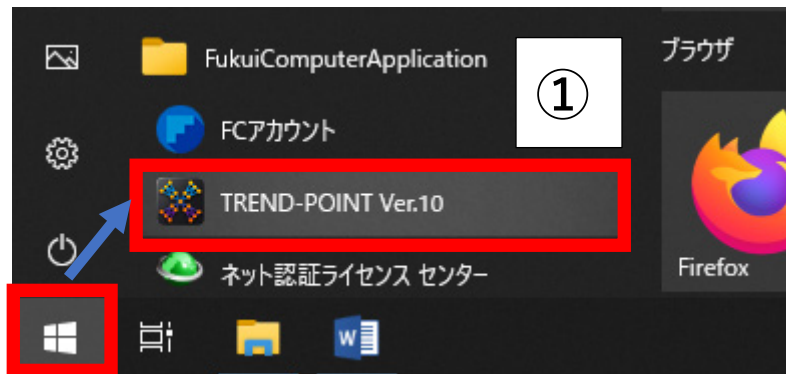 FukuiComputerApplication
①
ブラウザ
FCアカウント
TREND-POINT Ver.10
ネット認証ライセンス センター
Firefox
W